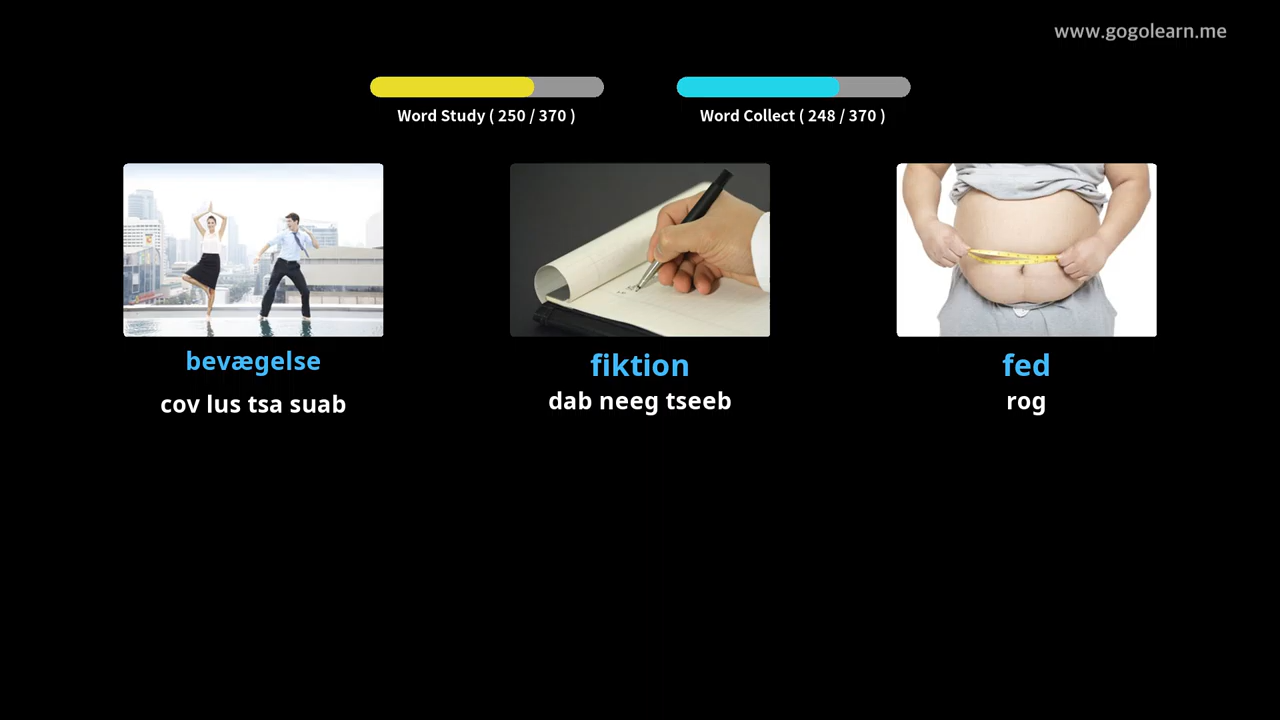 www.gogolearn.me
Word Study ( 250 / 370 )
Word Collect ( 248 / 370 )
bevægelse
cov lus tsa suab
fiktion
dab neeg tseeb
fed
rog